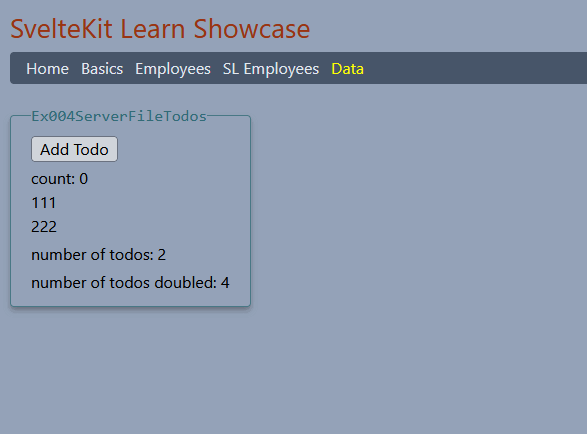 SvelteKit Learn Showcase
Home Basics Employees SL Employees Data
Ex004ServerFileTodos
Add Todo
count: 0
111
222
number of todos: 2
number of todos doubled: 4